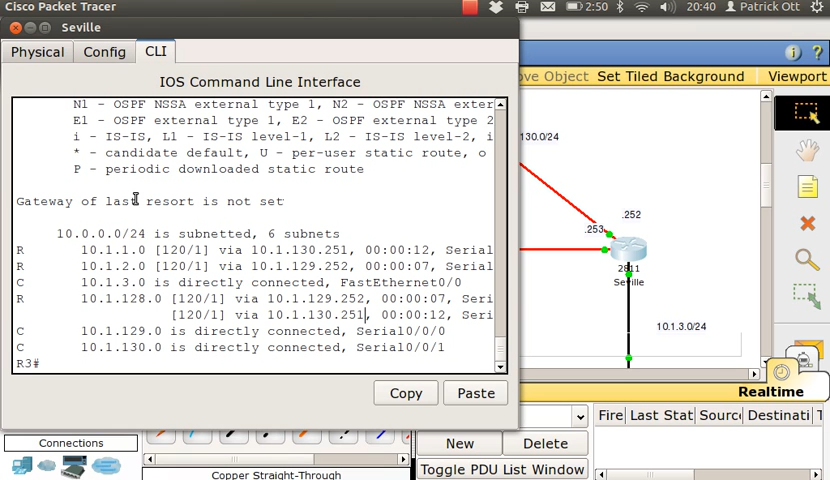 Cisco Packet Tracer
2:50
20:40
Patrick Ott
Seville
Physical
Config
CLI
IOS Command Line Interface
N1 - OSPF NSSA external type 1, N2 - OSPF NSSA exter
E1 - OSPF external type 1, E2 - OSPF external type 2
i - IS-IS, L1 - IS-IS level-1, L2 - IS-IS level-2, i
* - candidate default, U - per-user static route, o
P - periodic downloaded static route
Gateway of last resort is not set
10.0.0.0/24 is subnetted, 6 subnets
R 10.1.1.0 [120/1] via 10.1.130.251, 00:00:12, Serial
R 10.1.2.0 [120/1] via 10.1.129.252, 00:00:07, Serial
C 10.1.3.0 is directly connected, FastEthernet0/0
R 10.1.128.0 [120/1] via 10.1.129.252, 00:00:07, Seri
[120/1] via 10.1.130.251, 00:00:12, Seri
C 10.1.129.0 is directly connected, Serial0/0/0
C 10.1.130.0 is directly connected, Serial0/0/1
R3#
Copy
Paste
Connections
Copper Straight-Through
ove Object
Set Tiled Background
Viewport
130.0/24
.252
.253
2811
Seville
10.1.3.0/24
Realtime
New
Delete
Toggle PDU List Window
Fire
Last Stat
Source
Destinati
T